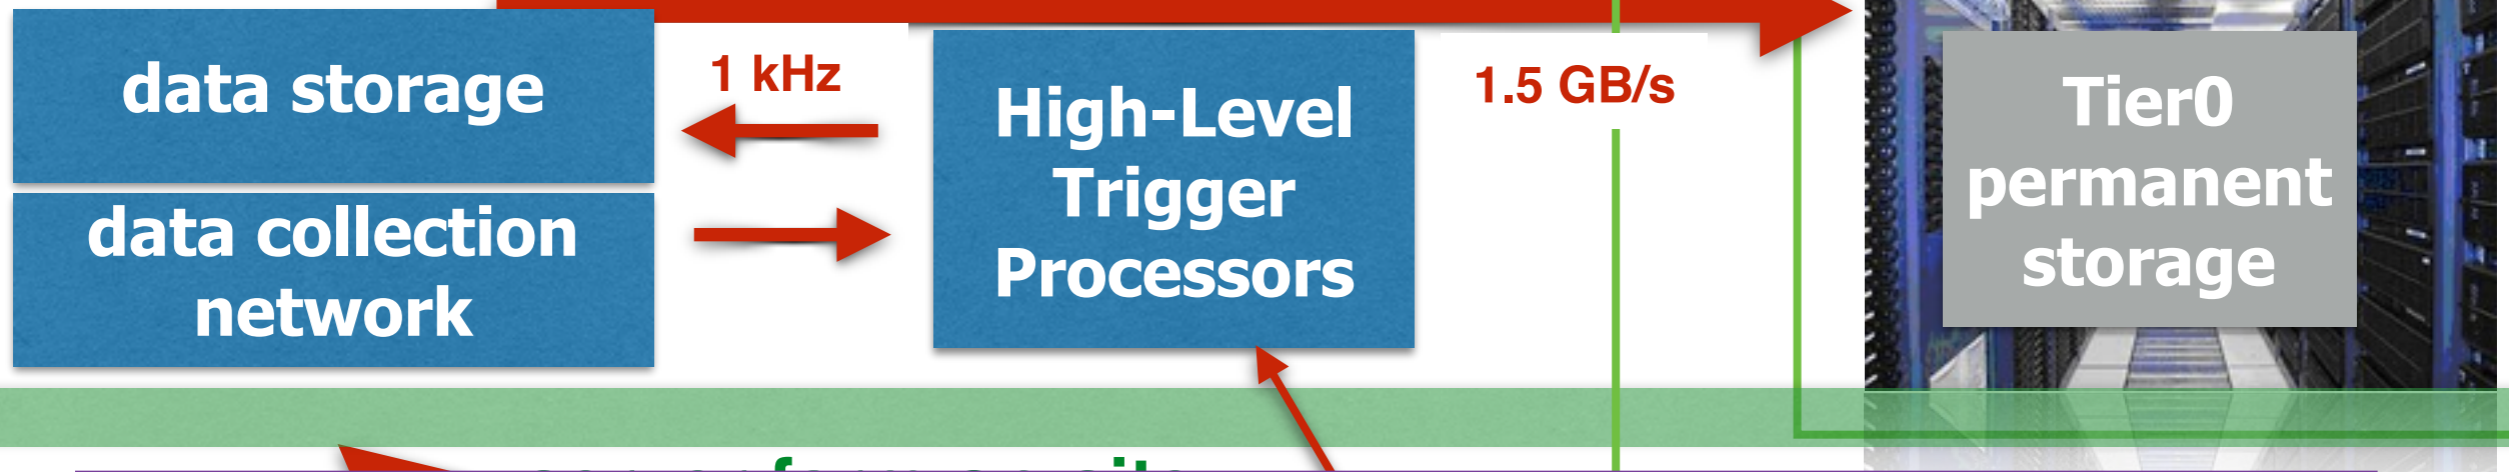 data storage
data collection
network
1 kHz
High-Level
Trigger
Processors
1.5 GB/s
Tier0
permanent
storage